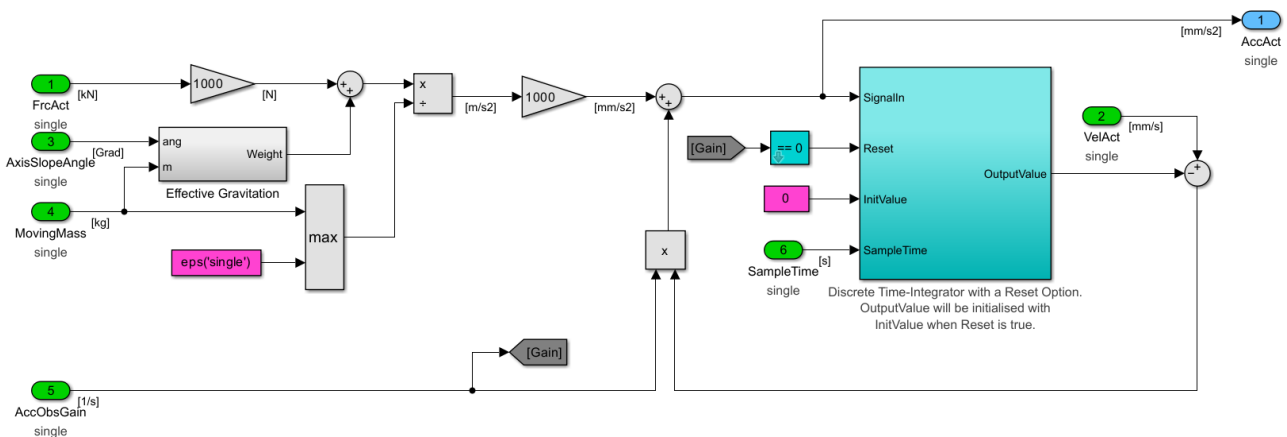 1
[mm/s2]
AccAct
single
1
[kN]
FrcAct
single
1000
[N]
+
+
x
÷
[m/s2]
1000
[mm/s2]
+
+
SignalIn
Reset
InitValue
SampleTime
OutputValue
2
[mm/s]
VelAct
single
+
−
3
[Grad]
AxisSlopeAngle
single
ang
m
Weight
Effective Gravitation
[Gain]
== 0
0
4
[kg]
MovingMass
single
max
eps('single')
x
6
[s]
SampleTime
single
Discrete Time-Integrator with a Reset Option.
OutputValue will be initialised with
InitValue when Reset is true.
[Gain]
5
[1/s]
AccObsGain
single